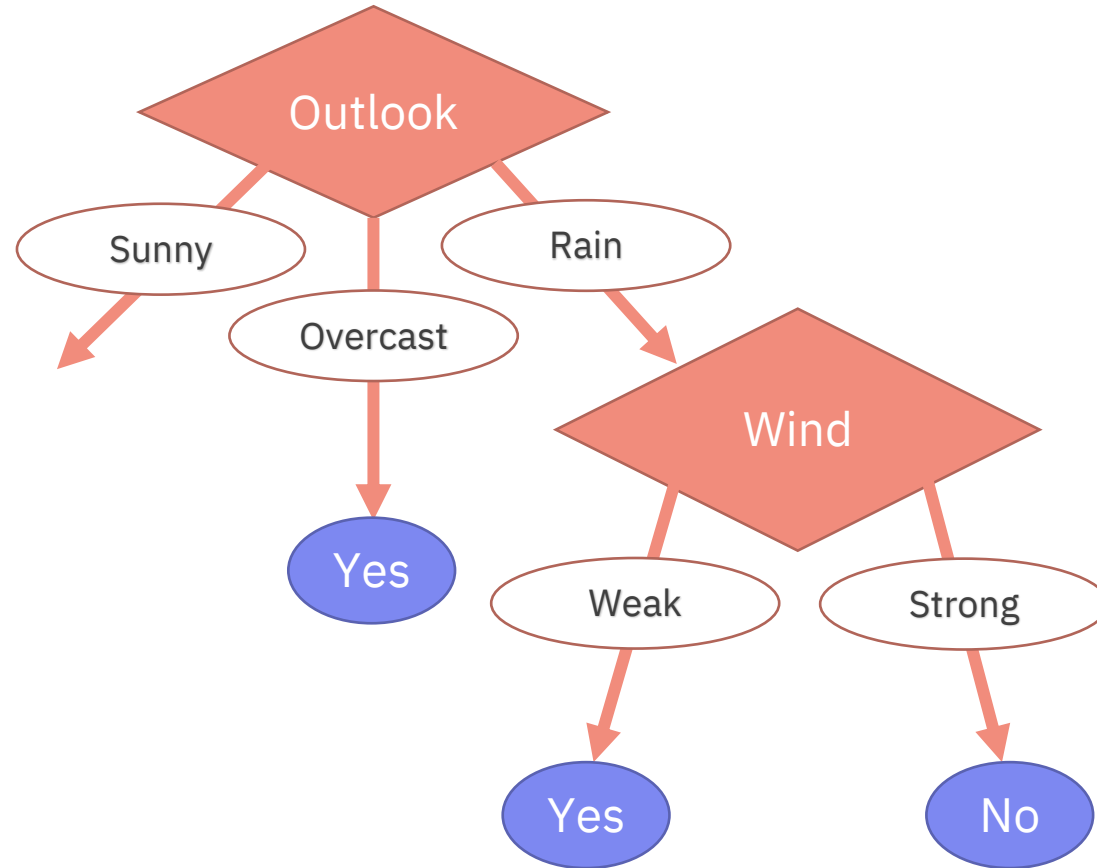 Outlook
Sunny
Rain
Overcast
Wind
Yes
Weak
Strong
Yes
No